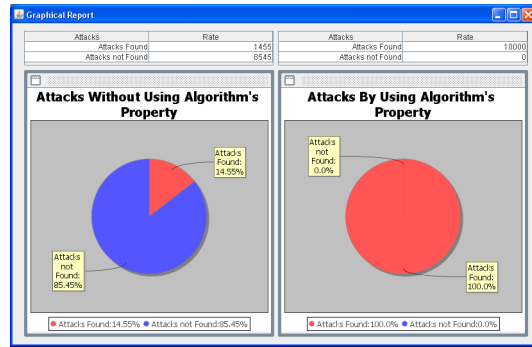 Graphical Report
Attacks Rate
Attacks Found 1455
Attacks not Found 8545
Attacks Rate
Attacks Found 10000
Attacks not Found 0
Attacks Without Using Algorithm's
Property
Attacks
Found:
14.55%
Attacks
not
Found:
85.45%
Attacks Found:14.55% Attacks not Found:85.45%
Attacks By Using Algorithm's
Property
Attacks
not
Found:
0.0%
Attacks
Found:
100.0%
Attacks Found:100.0% Attacks not Found:0.0%